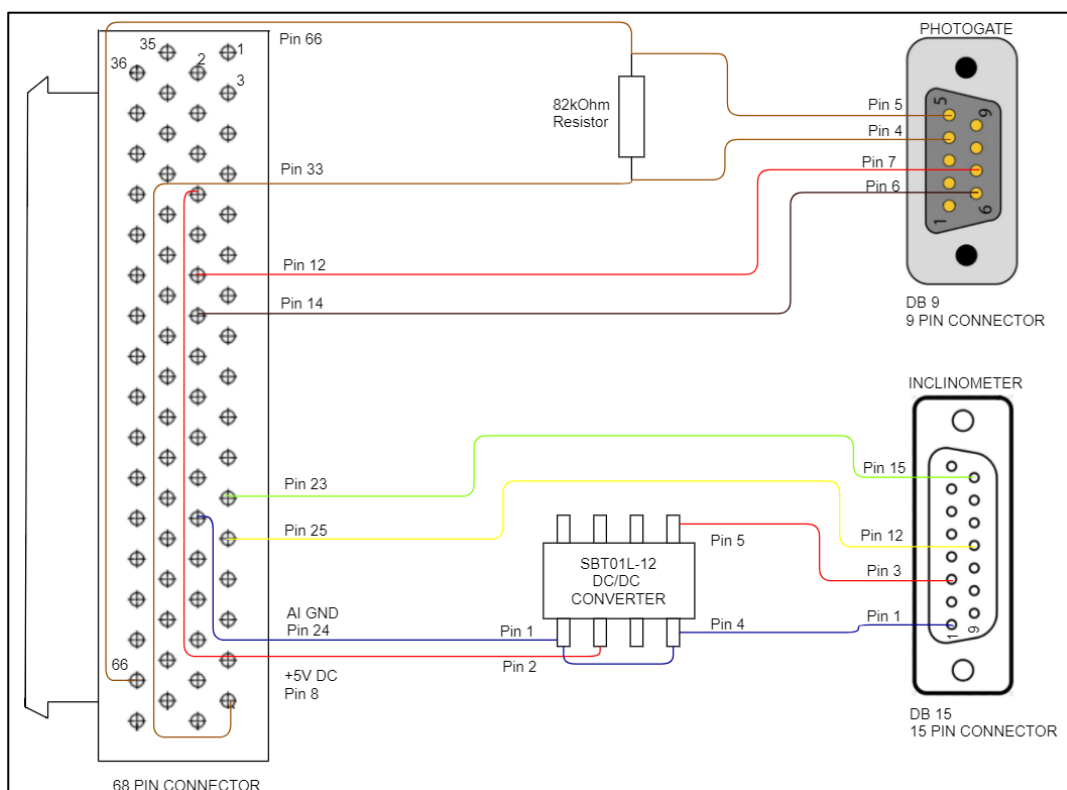 PHOTOGATE
35
1
Pin 66
36
2
3
82kOhm
Resistor
Pin 5
5
9
Pin 4
Pin 7
Pin 33
Pin 6
1
6
Pin 12
Pin 14
DB 9
9 PIN CONNECTOR
INCLINOMETER
Pin 15
Pin 23
Pin 25
Pin 5
Pin 12
SBT01L-12
DC/DC
CONVERTER
Pin 3
AI GND
Pin 24
Pin 1
Pin 4
Pin 1
1
9
66
+5V DC
Pin 8
Pin 2
DB 15
15 PIN CONNECTOR
68 PIN CONNECTOR